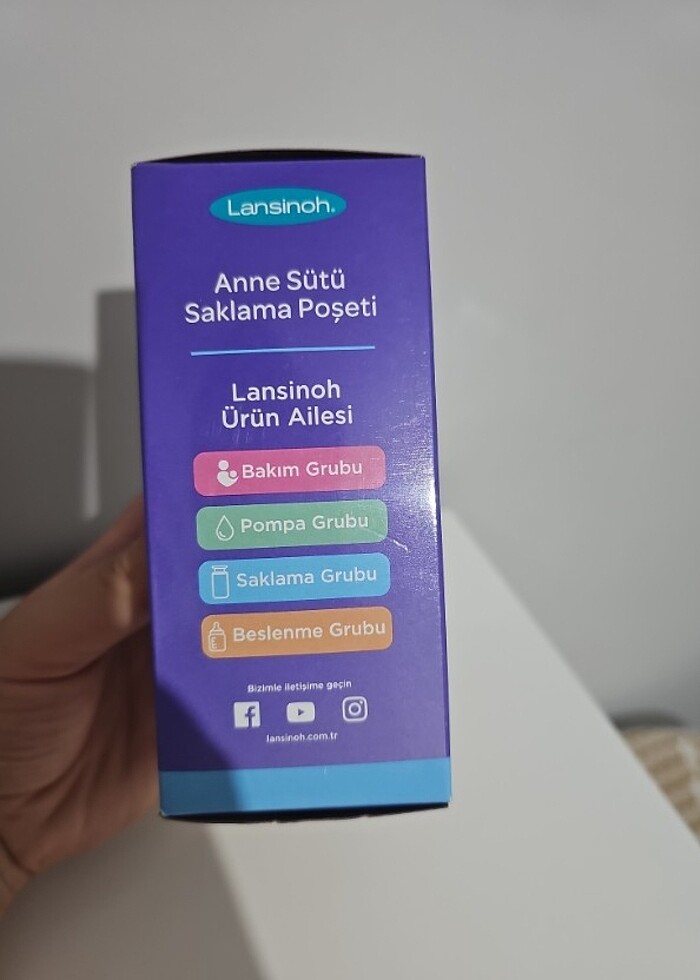 Lansinoh®
Anne Sütü
Saklama Poşeti
Lansinoh
Ürün Ailesi
Bakım Grubu
Pompa Grubu
Saklama Grubu
Beslenme Grubu
Bizimle iletişime geçin
lansinoh.com.tr